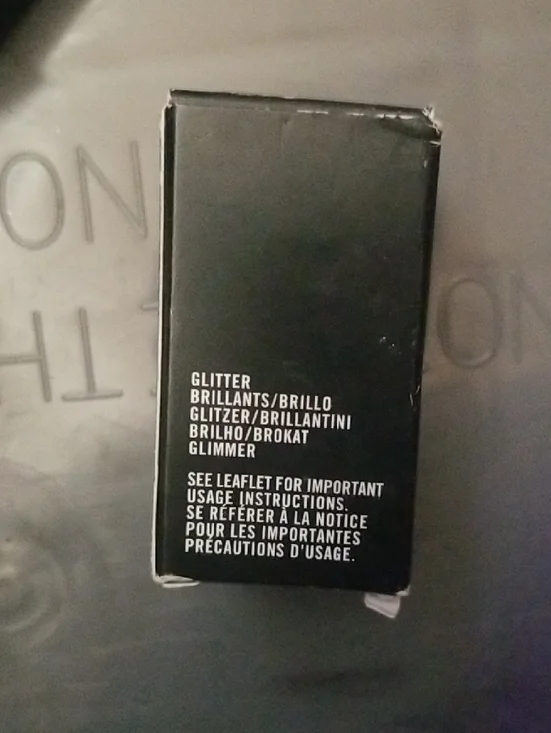 GLITTER
BRILLANTS/BRILLO
GLITZER/BRILLANTINI
BRILHO/BROKAT
GLIMMER
SEE LEAFLET FOR IMPORTANT
USAGE INSTRUCTIONS.
SE RÉFÉRER À LA NOTICE
POUR LES IMPORTANTES
PRÉCAUTIONS D'USAGE.